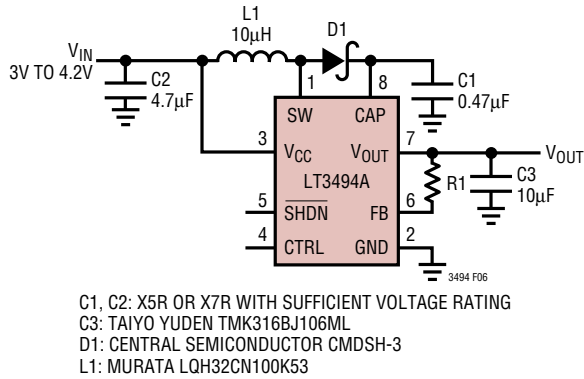 L1
10µH
D1
V_IN
3V TO 4.2V
C2
4.7µF
1
8
C1
0.47µF
SW
CAP
3
V_CC
V_OUT
7
V_OUT
LT3494A
R1
C3
10µF
5
SHDN
FB
6
4
CTRL
GND
2
3494 F06
C1, C2: X5R OR X7R WITH SUFFICIENT VOLTAGE RATING
C3: TAIYO YUDEN TMK316BJ106ML
D1: CENTRAL SEMICONDUCTOR CMDSH-3
L1: MURATA LQH32CN100K53